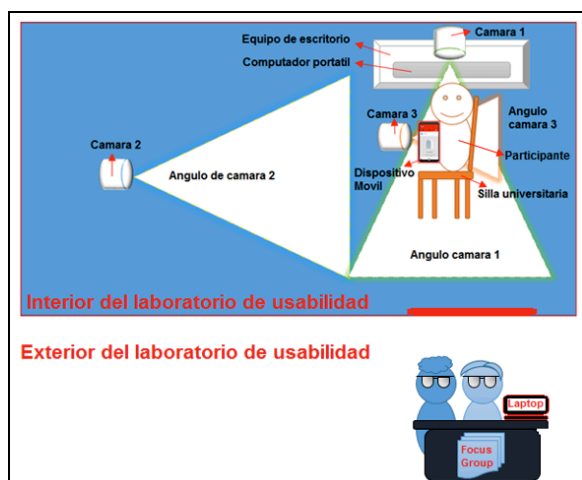 Camara 1
Equipo de escritorio
Computador portatil
Camara 3
Angulo
camara 3
Camara 2
Participante
Angulo de camara 2
Dispositivo
Movil
Silla universitaria
Angulo camara 1
Interior del laboratorio de usabilidad
Exterior del laboratorio de usabilidad
Laptop
Focus
Group